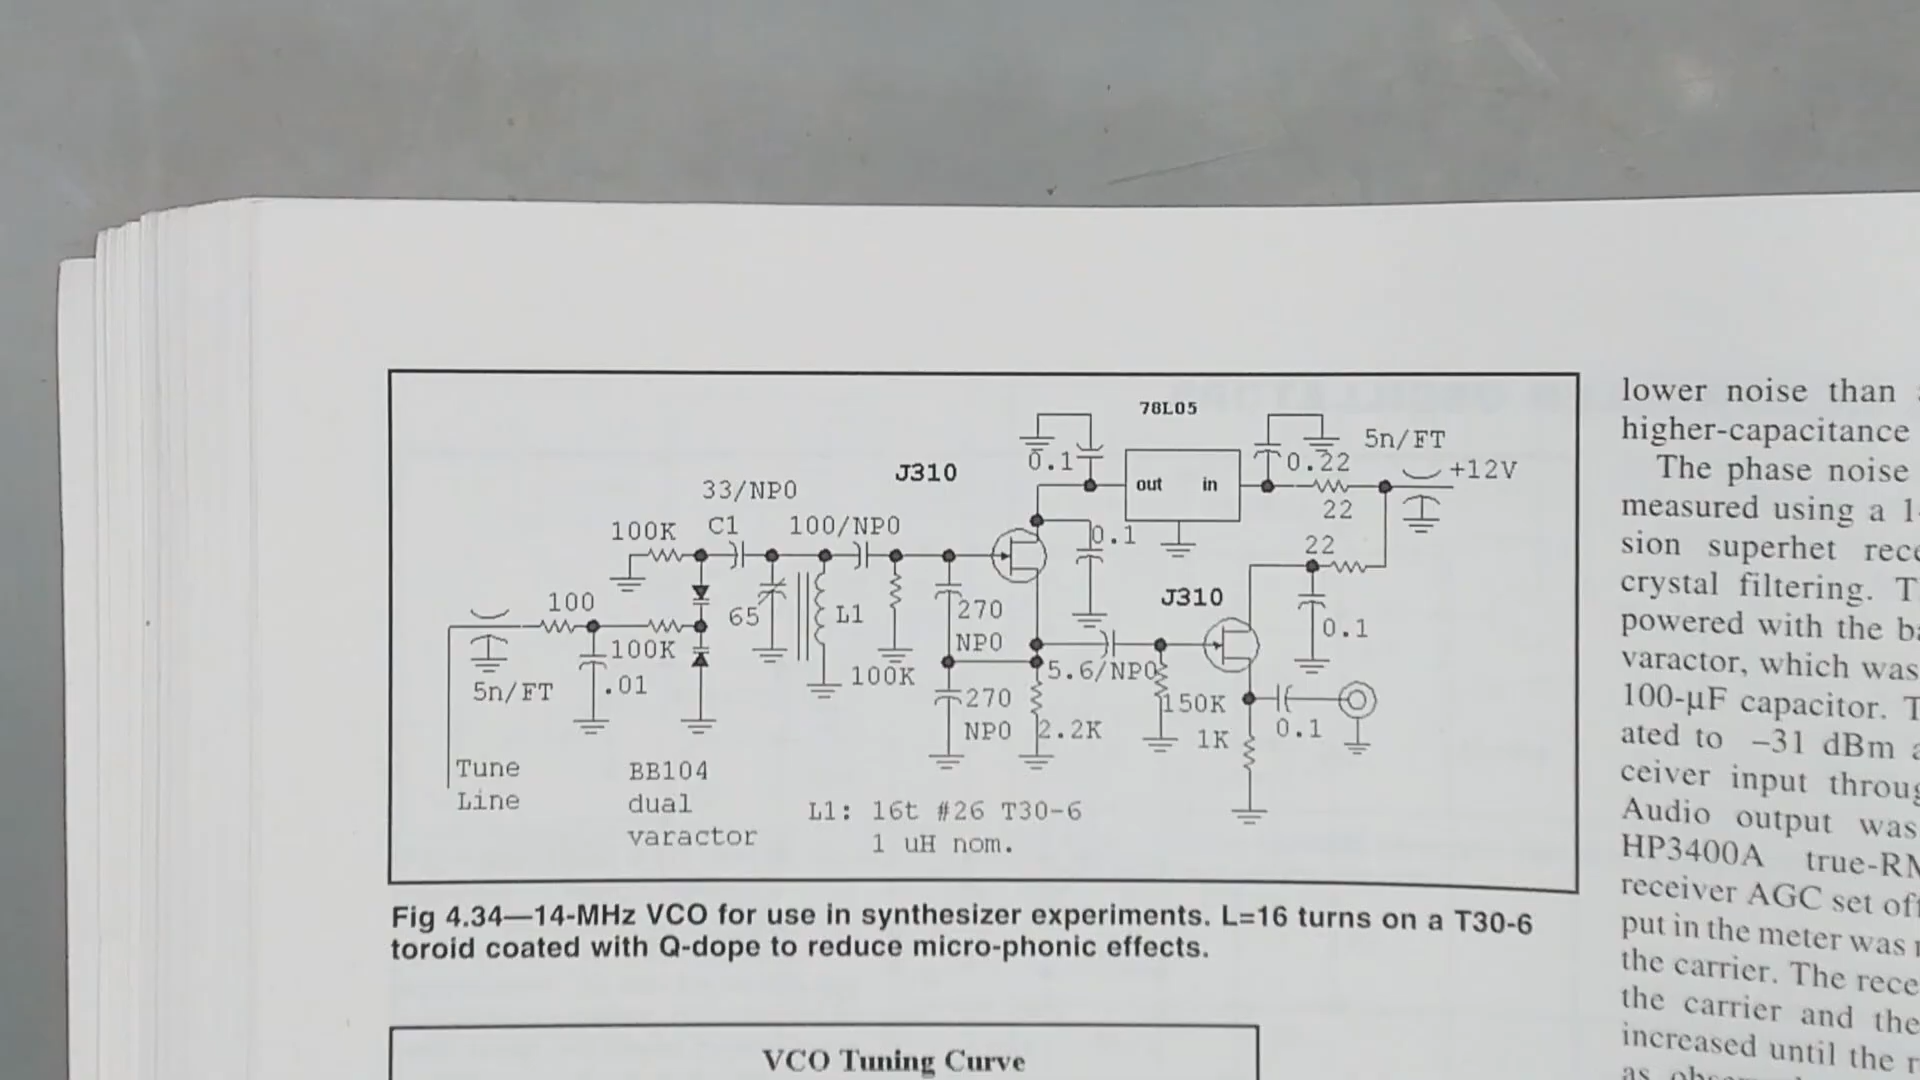 78L05
5n/FT
0.1
0.22
+12V
J310
out in
33/NP0
22
100K C1 100/NP0
0.1
22
100
65
L1
270
NP0
J310
0.1
100K
5n/FT
.01
100K
5.6/NP0
270
NP0
2.2K
150K
1K
0.1
Tune
Line
BB104
dual
varactor
L1: 16t #26 T30-6
1 uH nom.
Fig 4.34—14-MHz VCO for use in synthesizer experiments. L=16 turns on a T30-6
toroid coated with Q-dope to reduce micro-phonic effects.
VCO Tuning Curve
lower noise than
higher-capacitance
The phase noise
measured using a
sion superhet
crystal filtering.
powered with the
varactor, which was
100-µF capacitor.
ated to −31 dBm
ceiver input
Audio output was
HP3400A
receiver AGC set
put in the meter was
the carrier. The
the carrier and the
increased until the
as